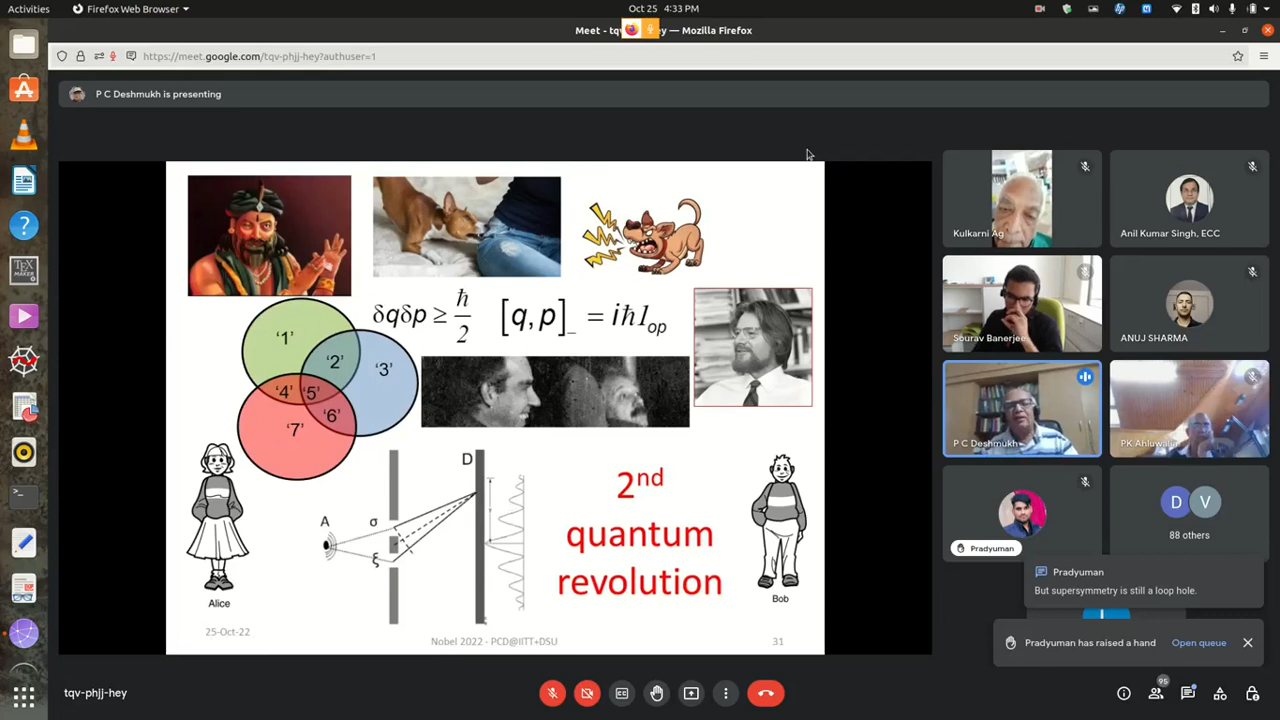 Activities
Firefox Web Browser
Oct 25 4:33 PM
Meet - tqv-phjj-hey — Mozilla Firefox
https://meet.google.com/tqv-phjj-hey?authuser=1
P C Deshmukh is presenting
δqδp ≥ ħ/2
[q, p]_ = iħ1op
'1'
'2'
'3'
'4'
'5'
'6'
'7'
D
A
σ
ξ
2nd
quantum
revolution
Alice
Bob
25-Oct-22
Nobel 2022 - PCD@IITT+DSU
31
Kulkarni Ag
Anil Kumar Singh, ECC
Sourav Banerjee
ANUJ SHARMA
P C Deshmukh
PK Ahluwalia
Pradyuman
D
V
88 others
Pradyuman
But supersymmetry is still a loop hole.
Pradyuman has raised a hand
Open queue
tqv-phjj-hey
95